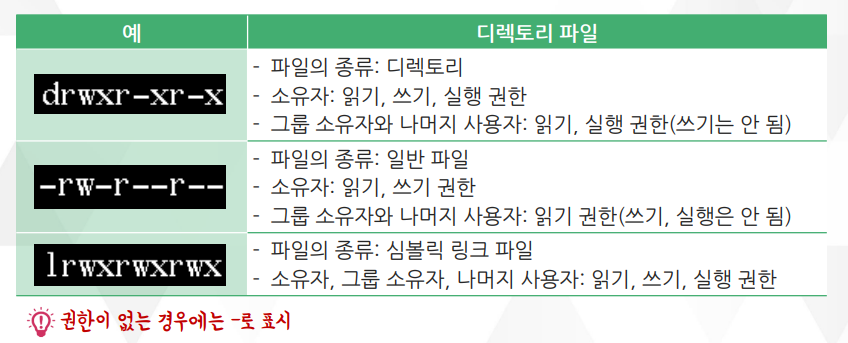 예
디렉토리 파일
drwxr-xr-x
- 파일의 종류: 디렉토리
- 소유자: 읽기, 쓰기, 실행 권한
- 그룹 소유자와 나머지 사용자: 읽기, 실행 권한(쓰기는 안 됨)
-rw-r--r--
- 파일의 종류: 일반 파일
- 소유자: 읽기, 쓰기 권한
- 그룹 소유자와 나머지 사용자: 읽기 권한(쓰기, 실행은 안 됨)
lrwxrwxrwx
- 파일의 종류: 심볼릭 링크 파일
- 소유자, 그룹 소유자, 나머지 사용자: 읽기, 쓰기, 실행 권한
권한이 없는 경우에는 -로 표시